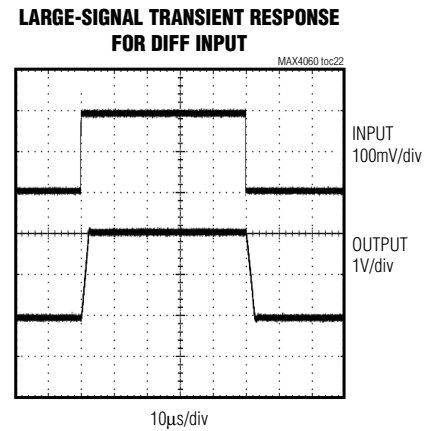 LARGE-SIGNAL TRANSIENT RESPONSE
FOR DIFF INPUT
MAX4060 toc22
INPUT
100mV/div
OUTPUT
1V/div
10μs/div